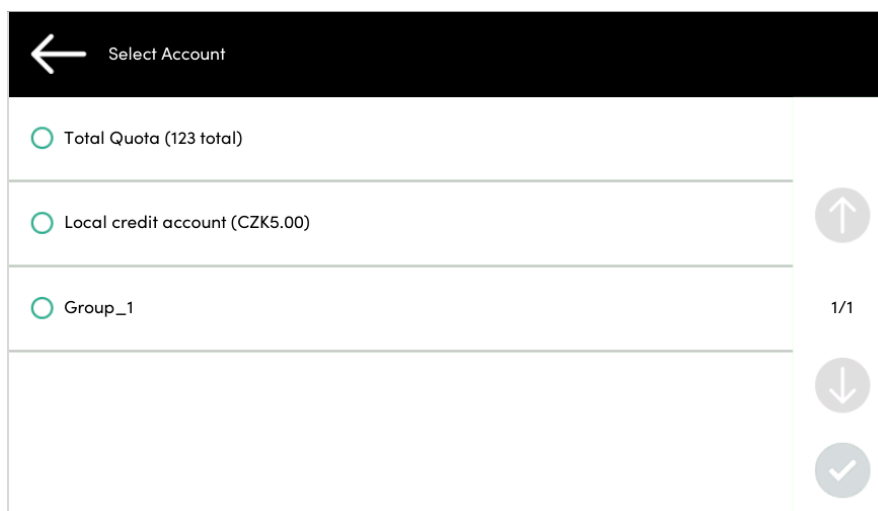 Select Account
Total Quota (123 total)
Local credit account (CZK5.00)
Group_1
1/1